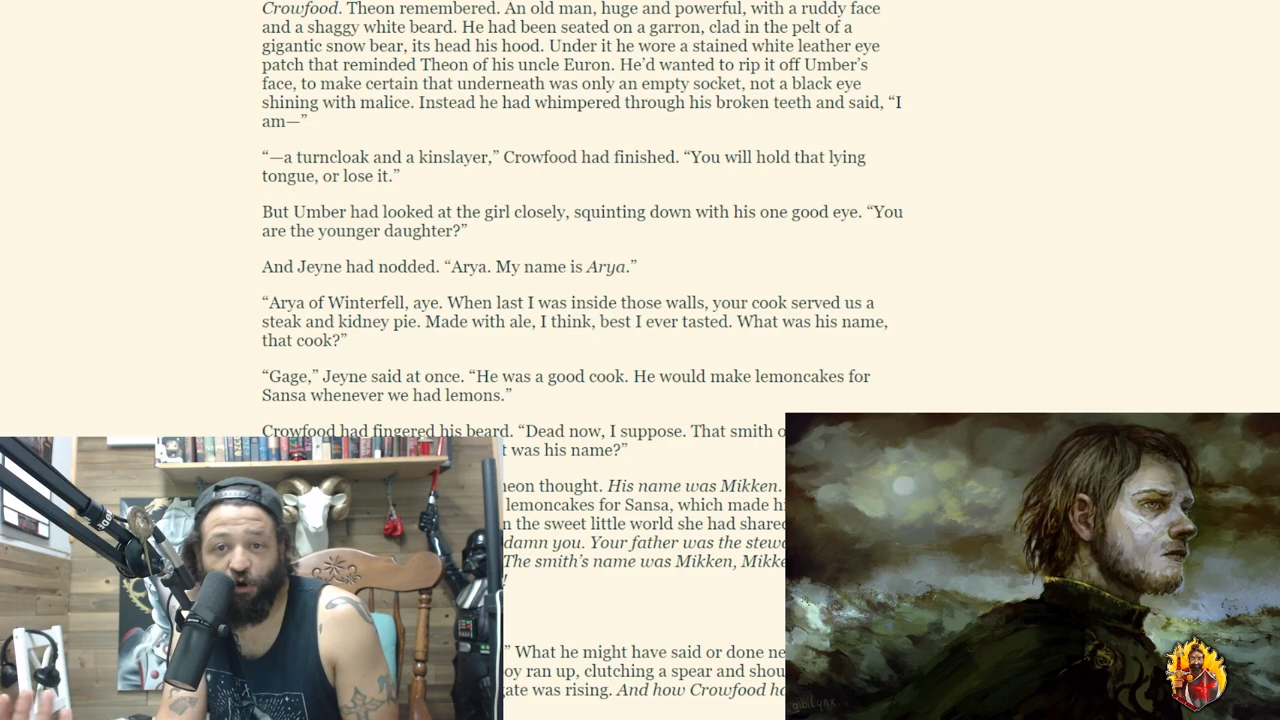 Crowfood. Theon remembered. An old man, huge and powerful, with a ruddy face
and a shaggy white beard. He had been seated on a garron, clad in the pelt of a
gigantic snow bear, its head his hood. Under it he wore a stained white leather eye
patch that reminded Theon of his uncle Euron. He’d wanted to rip it off Umber’s
face, to make certain that underneath was only an empty socket, not a black eye
shining with malice. Instead he had whimpered through his broken teeth and said, “I
am—”
“—a turncloak and a kinslayer,” Crowfood had finished. “You will hold that lying
tongue, or lose it.”
But Umber had looked at the girl closely, squinting down with his one good eye. “You
are the younger daughter?”
And Jeyne had nodded. “Arya. My name is Arya.”
“Arya of Winterfell, aye. When last I was inside those walls, your cook served us a
steak and kidney pie. Made with ale, I think, best I ever tasted. What was his name,
that cook?”
“Gage,” Jeyne said at once. “He was a good cook. He would make lemoncakes for
Sansa whenever we had lemons.”
Crowfood had fingered his beard. “Dead now, I suppose. That smith o
t was his name?”
eon thought. His name was Mikken.
lemoncakes for Sansa, which made hi
n the sweet little world she had shared
damn you. Your father was the stewa
The smith’s name was Mikken, Mikke
!
” What he might have said or done ne
oy ran up, clutching a spear and shou
ate was rising. And how Crowfood ha